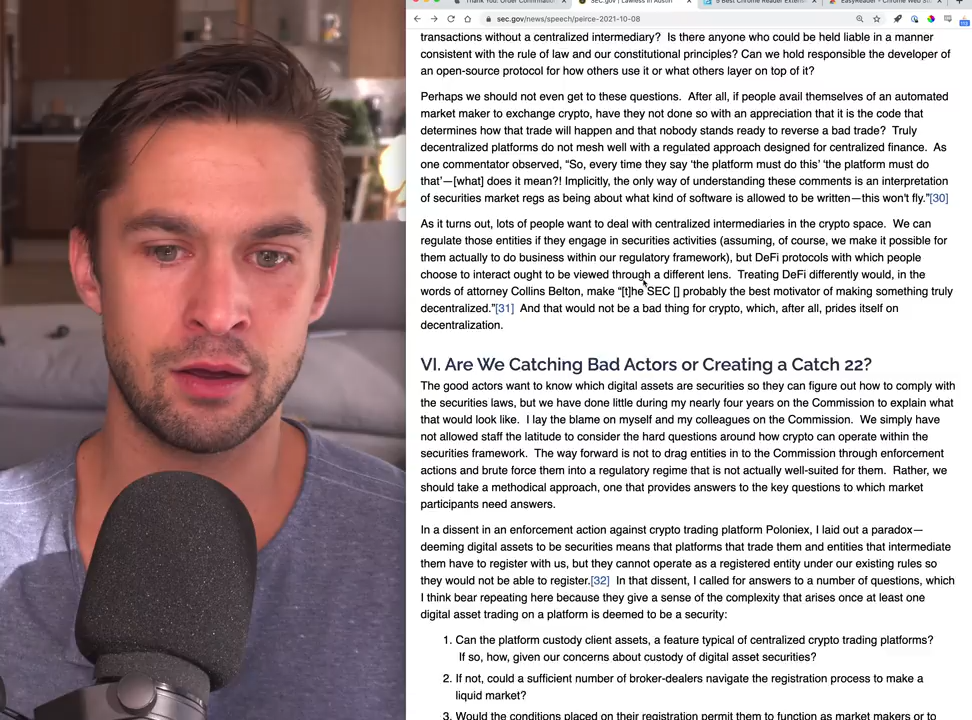 Thank You: Order Confirmation
SEC.gov | Lawless in Austin
5 Best Chrome Reader Exten
EasyReader - Chrome Web St
sec.gov/news/speech/peirce-2021-10-08
transactions without a centralized intermediary? Is there anyone who could be held liable in a manner
consistent with the rule of law and our constitutional principles? Can we hold responsible the developer of
an open-source protocol for how others use it or what others layer on top of it?
Perhaps we should not even get to these questions. After all, if people avail themselves of an automated
market maker to exchange crypto, have they not done so with an appreciation that it is the code that
determines how that trade will happen and that nobody stands ready to reverse a bad trade? Truly
decentralized platforms do not mesh well with a regulated approach designed for centralized finance. As
one commentator observed, “So, every time they say ‘the platform must do this’ ‘the platform must do
that’—[what] does it mean?! Implicitly, the only way of understanding these comments is an interpretation
of securities market regs as being about what kind of software is allowed to be written—this won't fly.”[30]
As it turns out, lots of people want to deal with centralized intermediaries in the crypto space. We can
regulate those entities if they engage in securities activities (assuming, of course, we make it possible for
them actually to do business within our regulatory framework), but DeFi protocols with which people
choose to interact ought to be viewed through a different lens. Treating DeFi differently would, in the
words of attorney Collins Belton, make “[t]he SEC [] probably the best motivator of making something truly
decentralized.”[31] And that would not be a bad thing for crypto, which, after all, prides itself on
decentralization.
VI. Are We Catching Bad Actors or Creating a Catch 22?
The good actors want to know which digital assets are securities so they can figure out how to comply with
the securities laws, but we have done little during my nearly four years on the Commission to explain what
that would look like. I lay the blame on myself and my colleagues on the Commission. We simply have
not allowed staff the latitude to consider the hard questions around how crypto can operate within the
securities framework. The way forward is not to drag entities in to the Commission through enforcement
actions and brute force them into a regulatory regime that is not actually well-suited for them. Rather, we
should take a methodical approach, one that provides answers to the key questions to which market
participants need answers.
In a dissent in an enforcement action against crypto trading platform Poloniex, I laid out a paradox—
deeming digital assets to be securities means that platforms that trade them and entities that intermediate
them have to register with us, but they cannot operate as a registered entity under our existing rules so
they would not be able to register.[32] In that dissent, I called for answers to a number of questions, which
I think bear repeating here because they give a sense of the complexity that arises once at least one
digital asset trading on a platform is deemed to be a security:
1. Can the platform custody client assets, a feature typical of centralized crypto trading platforms?
If so, how, given our concerns about custody of digital asset securities?
2. If not, could a sufficient number of broker-dealers navigate the registration process to make a
liquid market?
3. Would the conditions placed on their registration permit them to function as market makers or to